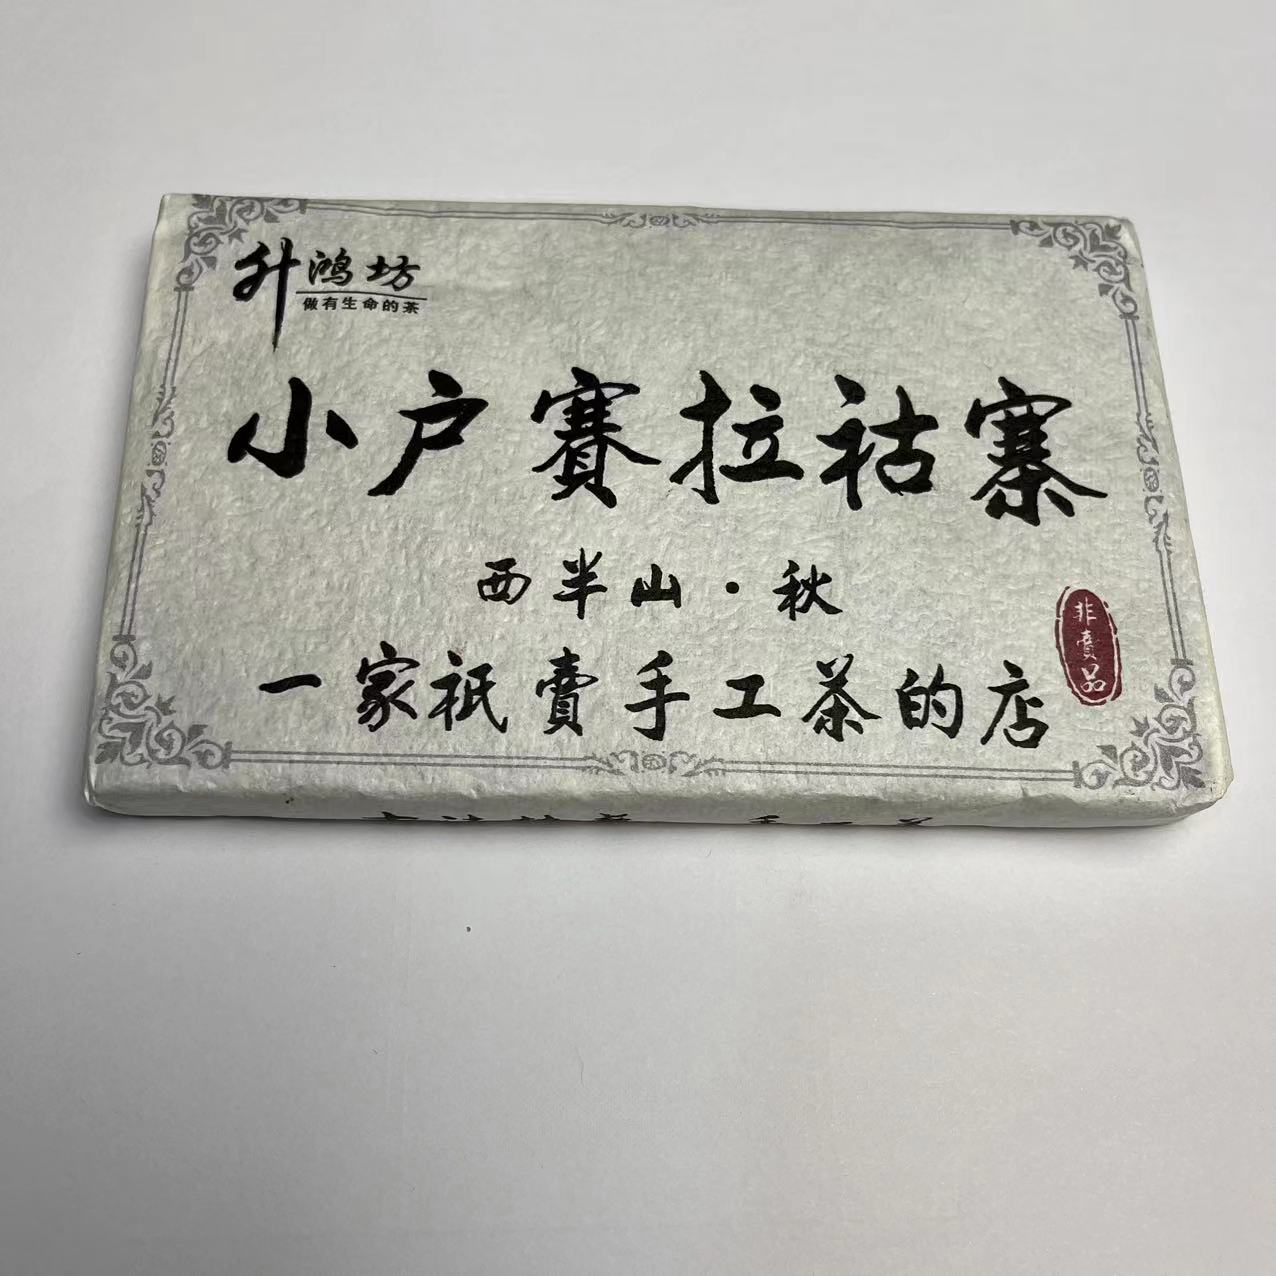 升鸿坊
做有生命的茶
小户賽拉祜寨
西半山·秋
非賣品
一家祇賣手工茶的店